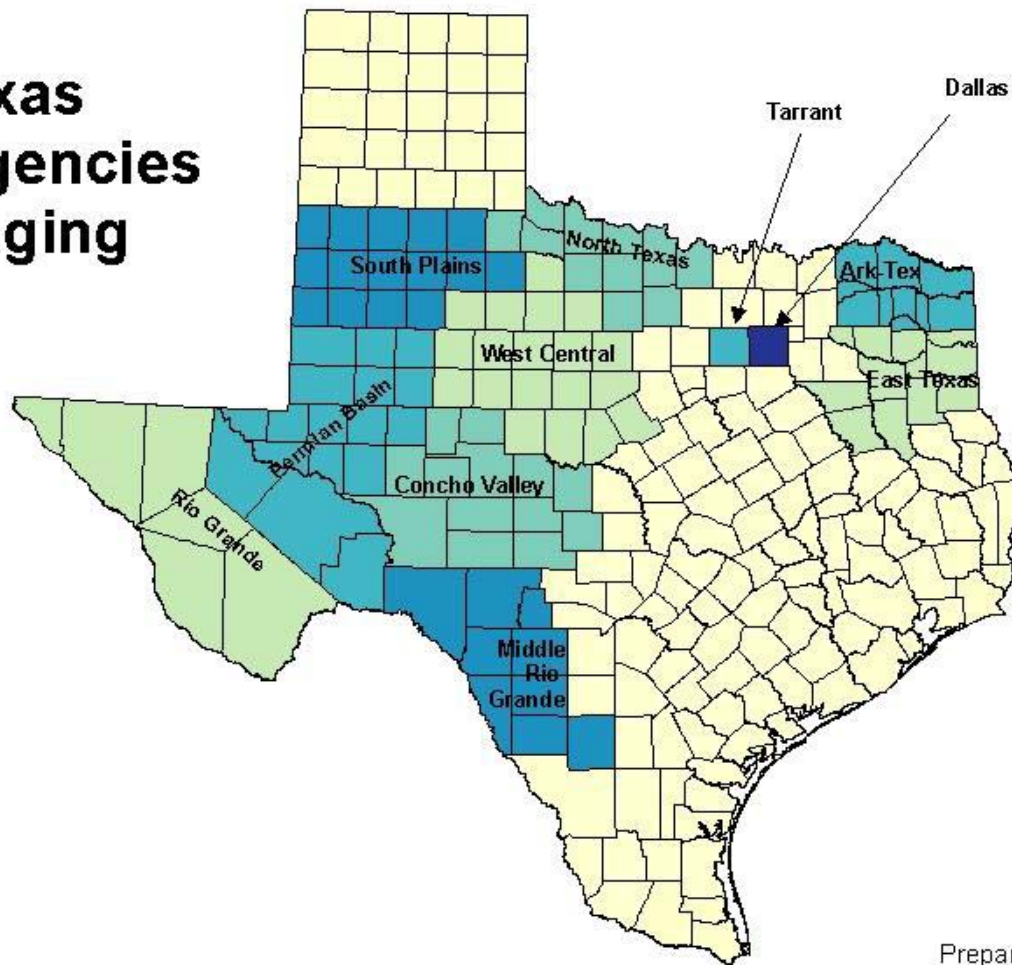 xas
gencies
ging
Dallas
Tarrant
North Texas
South Plains
Ark-Tex
West Central
East Texas
Permian Basin
Concho Valley
Rio Grande
Middle
Rio
Grande
Prepar